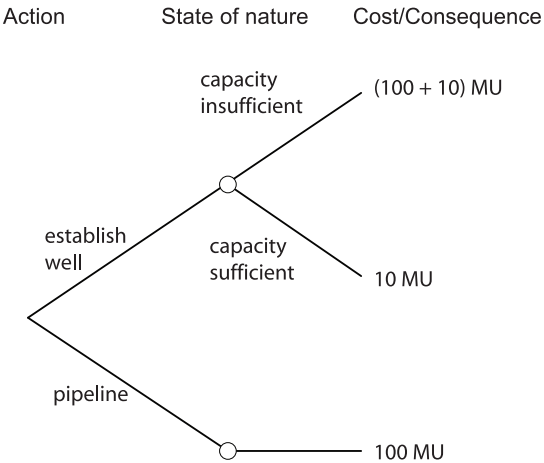 Action State of nature Cost/Consequence
capacity
insufficient
(100 + 10) MU
establish
well
capacity
sufficient
10 MU
pipeline
100 MU